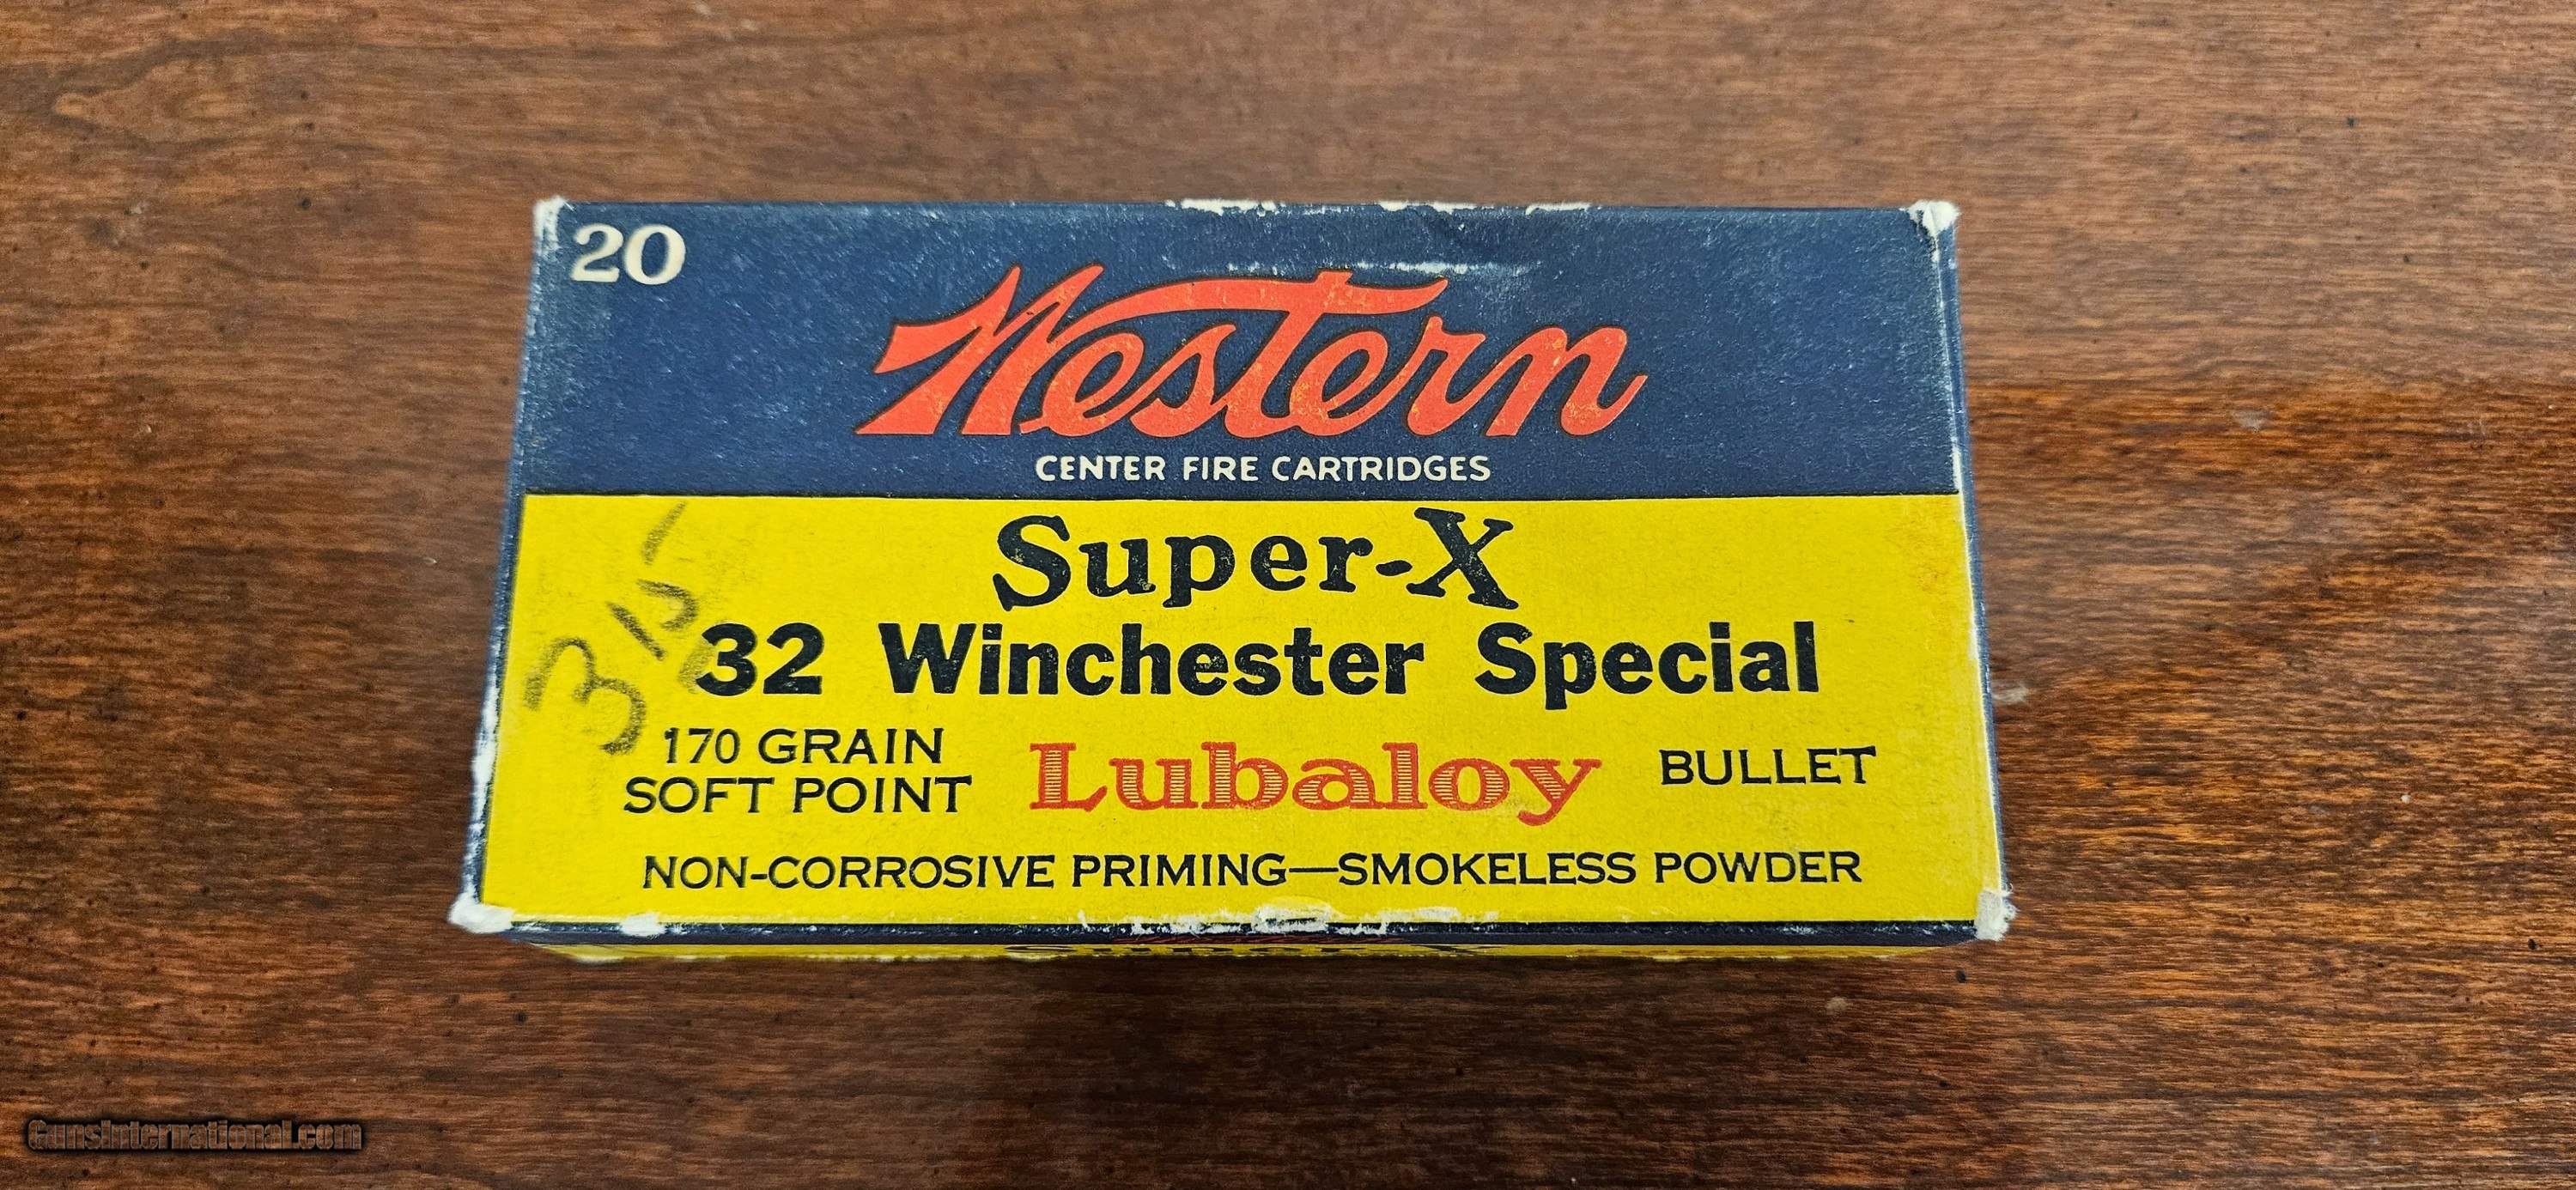 20
Western
CENTER FIRE CARTRIDGES
Super-X
32 Winchester Special
170 GRAIN
SOFT POINT
Lubaloy
BULLET
NON-CORROSIVE PRIMING—SMOKELESS POWDER
Super-X
GunsInternational.com